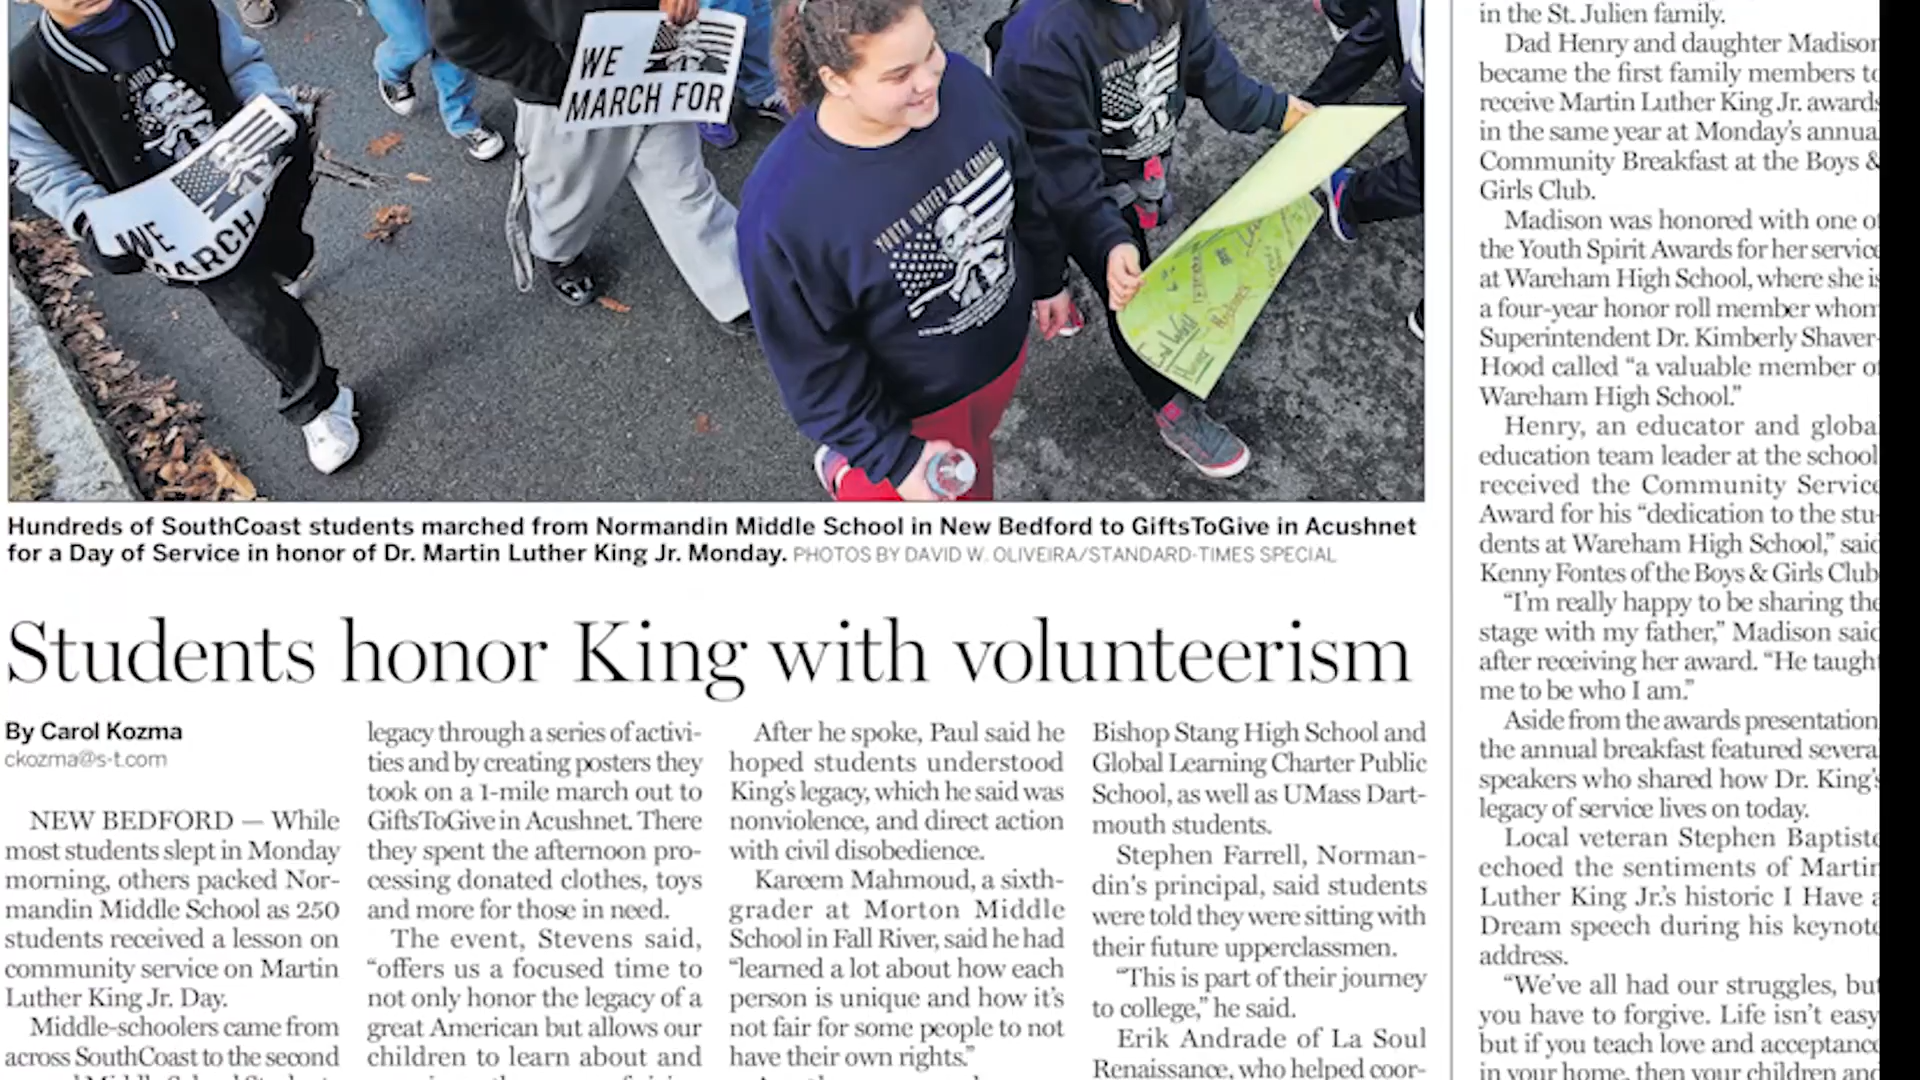 WE
MARCH FOR
WE
MARCH
YOUTH UNITED FOR CHANGE
End World
Hunger
Hundreds of SouthCoast students marched from Normandin Middle School in New Bedford to GiftsToGive in Acushnet
for a Day of Service in honor of Dr. Martin Luther King Jr. Monday. PHOTOS BY DAVID W. OLIVEIRA/STANDARD-TIMES SPECIAL
Students honor King with volunteerism
By Carol Kozma
ckozma@s-t.com
NEW BEDFORD — While
most students slept in Monday
morning, others packed Nor-
mandin Middle School as 250
students received a lesson on
community service on Martin
Luther King Jr. Day.
Middle-schoolers came from
across SouthCoast to the second
legacy through a series of activi-
ties and by creating posters they
took on a 1-mile march out to
GiftsToGive in Acushnet. There
they spent the afternoon pro-
cessing donated clothes, toys
and more for those in need.
The event, Stevens said,
“offers us a focused time to
not only honor the legacy of a
great American but allows our
children to learn about and
After he spoke, Paul said he
hoped students understood
King's legacy, which he said was
nonviolence, and direct action
with civil disobedience.
Kareem Mahmoud, a sixth-
grader at Morton Middle
School in Fall River, said he had
“learned a lot about how each
person is unique and how it's
not fair for some people to not
have their own rights.”
Bishop Stang High School and
Global Learning Charter Public
School, as well as UMass Dart-
mouth students.
Stephen Farrell, Norman-
din's principal, said students
were told they were sitting with
their future upperclassmen.
“This is part of their journey
to college,” he said.
Erik Andrade of La Soul
Renaissance, who helped coor-
in the St. Julien family.
Dad Henry and daughter Madison
became the first family members to
receive Martin Luther King Jr. awards
in the same year at Monday's annual
Community Breakfast at the Boys &
Girls Club.
Madison was honored with one of
the Youth Spirit Awards for her service
at Wareham High School, where she is
a four-year honor roll member whom
Superintendent Dr. Kimberly Shaver-
Hood called “a valuable member of
Wareham High School.”
Henry, an educator and global
education team leader at the school
received the Community Service
Award for his “dedication to the stu-
dents at Wareham High School,” said
Kenny Fontes of the Boys & Girls Club
“I'm really happy to be sharing the
stage with my father,” Madison said
after receiving her award. “He taught
me to be who I am.”
Aside from the awards presentation
the annual breakfast featured several
speakers who shared how Dr. King's
legacy of service lives on today.
Local veteran Stephen Baptiste
echoed the sentiments of Martin
Luther King Jr.'s historic I Have a
Dream speech during his keynote
address.
“We've all had our struggles, but
you have to forgive. Life isn't easy
but if you teach love and acceptance
in your home, then your children and